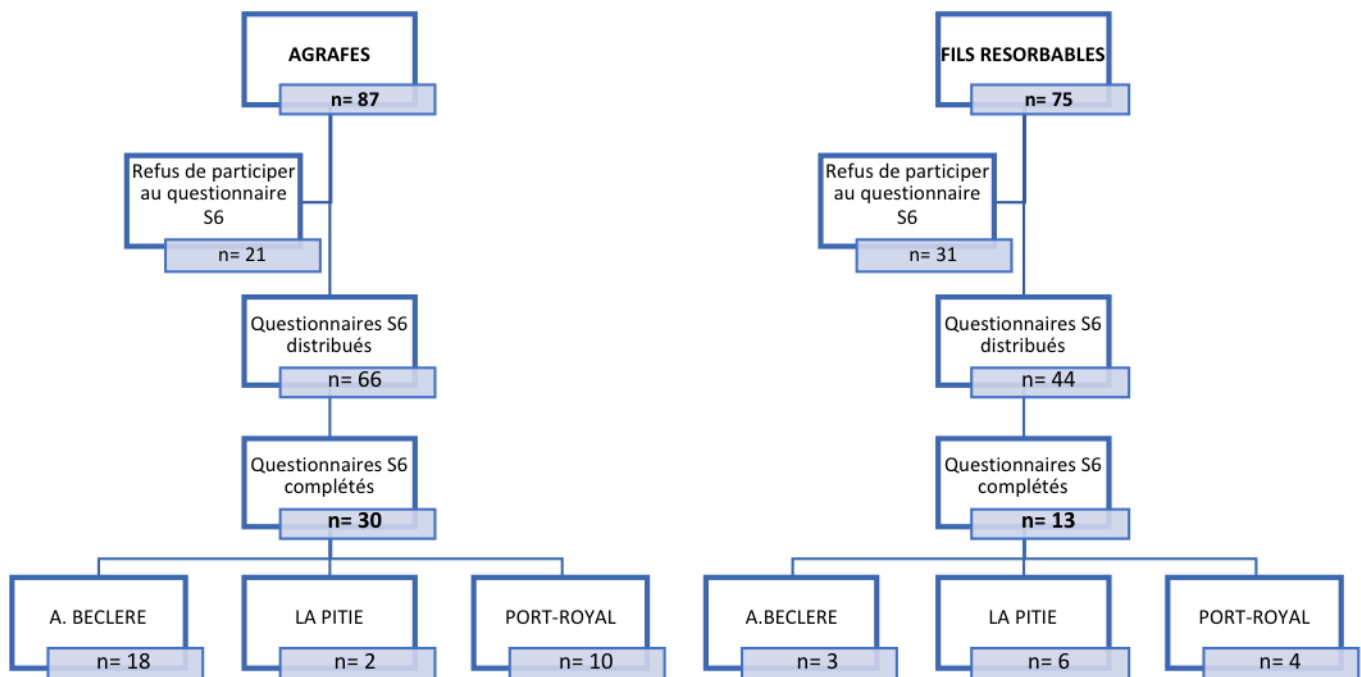 AGRAFES
n= 87
Refus de participer
au questionnaire
S6
n= 21
Questionnaires S6
distribués
n= 66
Questionnaires S6
complétés
n= 30
A. BECLERE
n= 18
LA PITIE
n= 2
PORT-ROYAL
n= 10
FILS RESORBABLES
n= 75
Refus de participer
au questionnaire
S6
n= 31
Questionnaires S6
distribués
n= 44
Questionnaires S6
complétés
n= 13
A.BECLERE
n= 3
LA PITIE
n= 6
PORT-ROYAL
n= 4